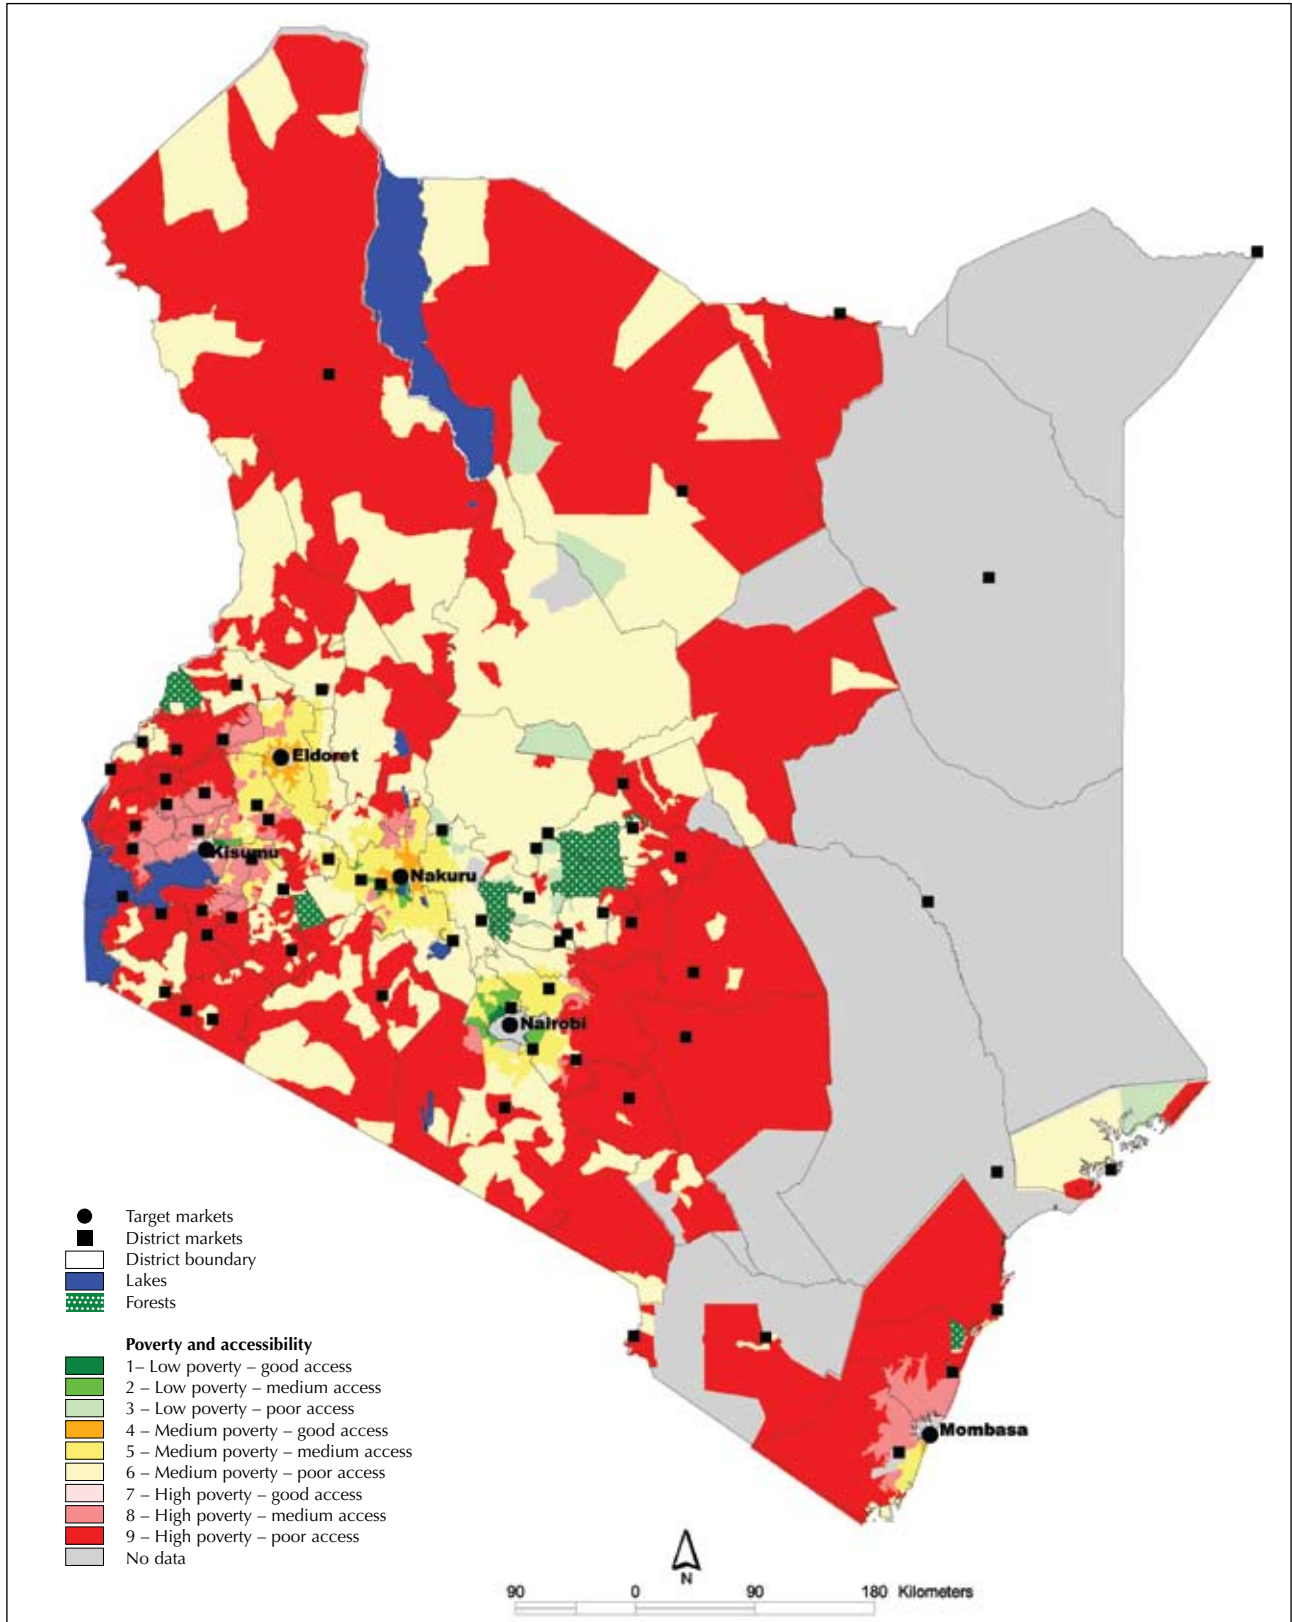 Eldoret
Kisumu
Nakuru
Nairobi
Target markets
District markets
District boundary
Lakes
Forests
Poverty and accessibility
1– Low poverty – good access
2 – Low poverty – medium access
3 – Low poverty – poor access
4 – Medium poverty – good access
5 – Medium poverty – medium access
6 – Medium poverty – poor access
7 – High poverty – good access
8 – High poverty – medium access
9 – High poverty – poor access
No data
Mombasa
N
90 0 90 180 Kilometers